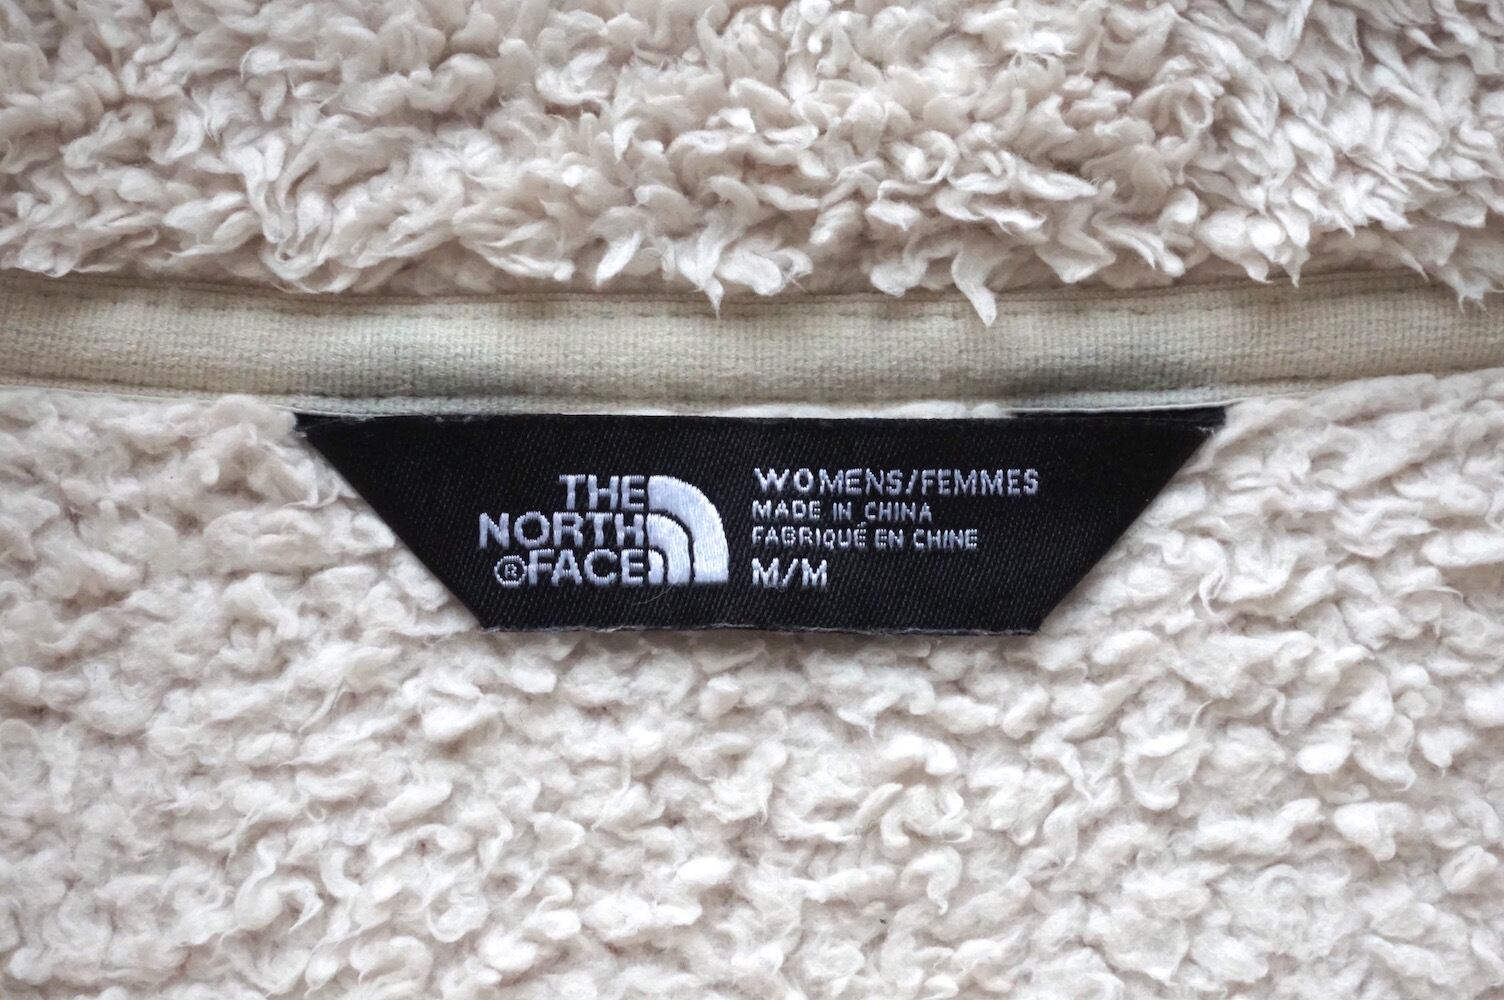 THE
NORTH
®FACE
WOMENS/FEMMES
MADE IN CHINA
FABRIQUÉ EN CHINE
M/M